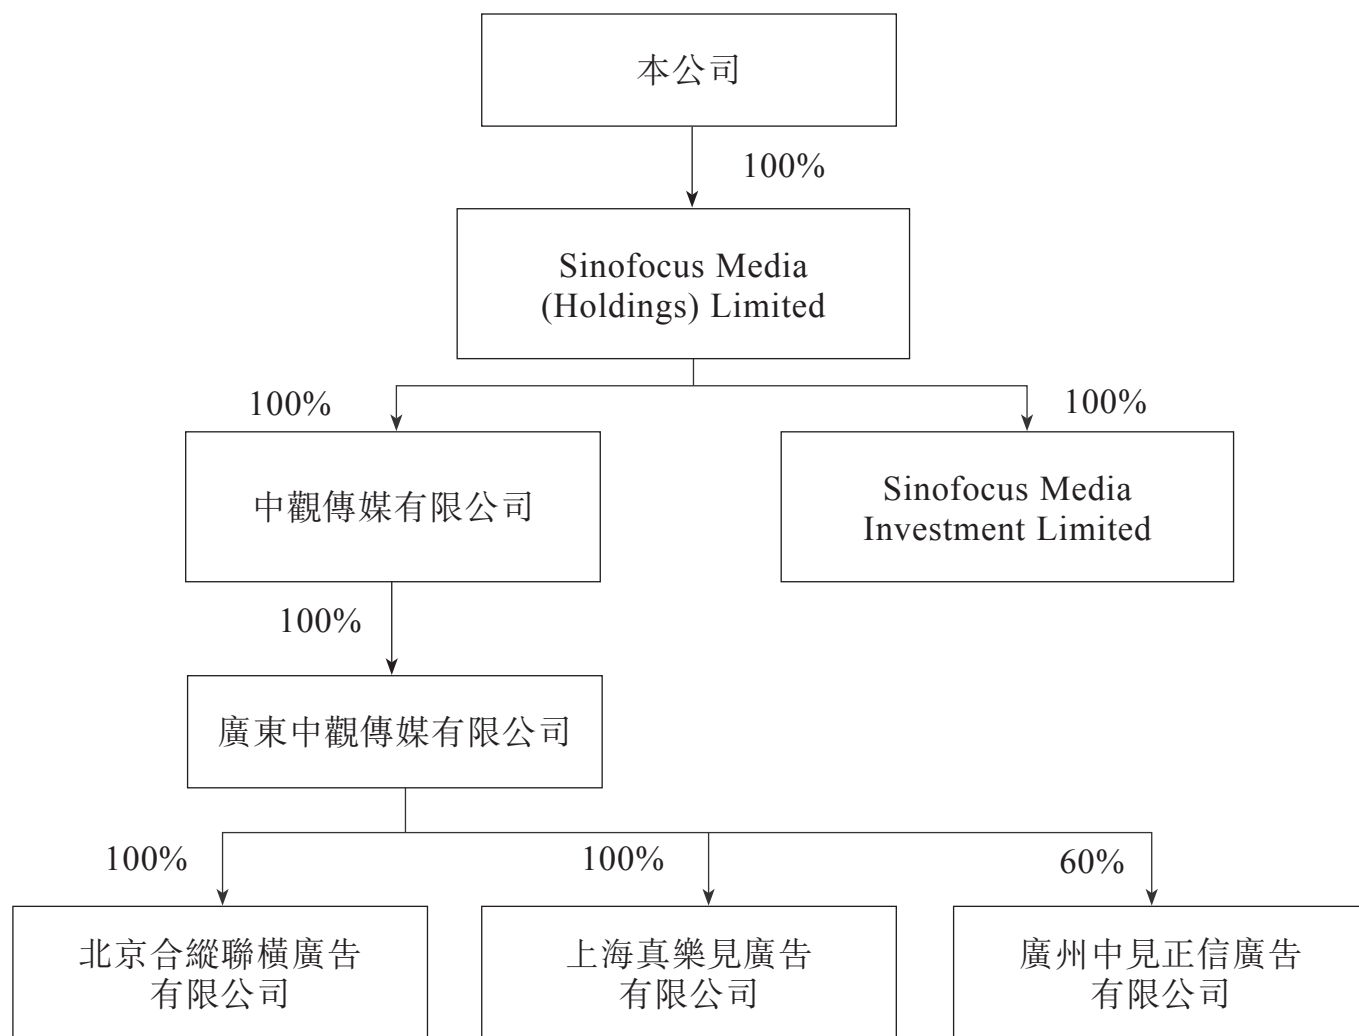 本公司
100%
Sinofocus Media
(Holdings) Limited
100%
100%
中觀傳媒有限公司
Sinofocus Media
Investment Limited
100%
廣東中觀傳媒有限公司
100%
100%
60%
北京合縱聯橫廣告
有限公司
上海真樂見廣告
有限公司
廣州中見正信廣告
有限公司